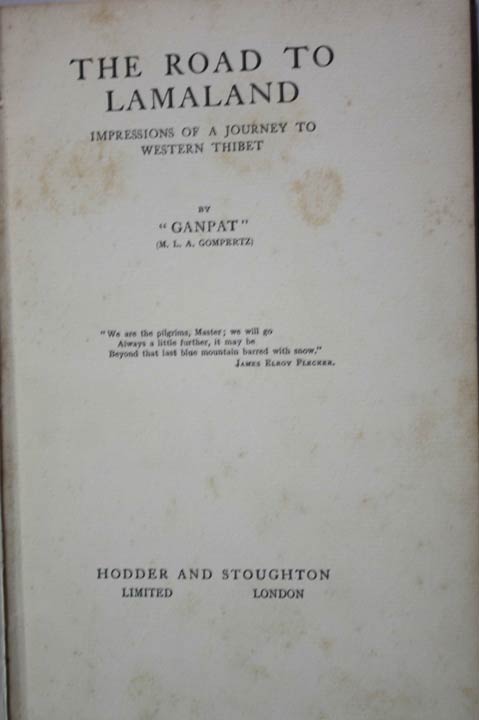 THE ROAD TO
LAMALAND
IMPRESSIONS OF A JOURNEY TO
WESTERN THIBET
BY
"GANPAT"
(M. L. A. GOMPERTZ)
"We are the pilgrims, Master; we will go
Always a little further, it may be
Beyond that last blue mountain barred with snow."
JAMES ELROY FLECKER.
HODDER AND STOUGHTON
LIMITED LONDON